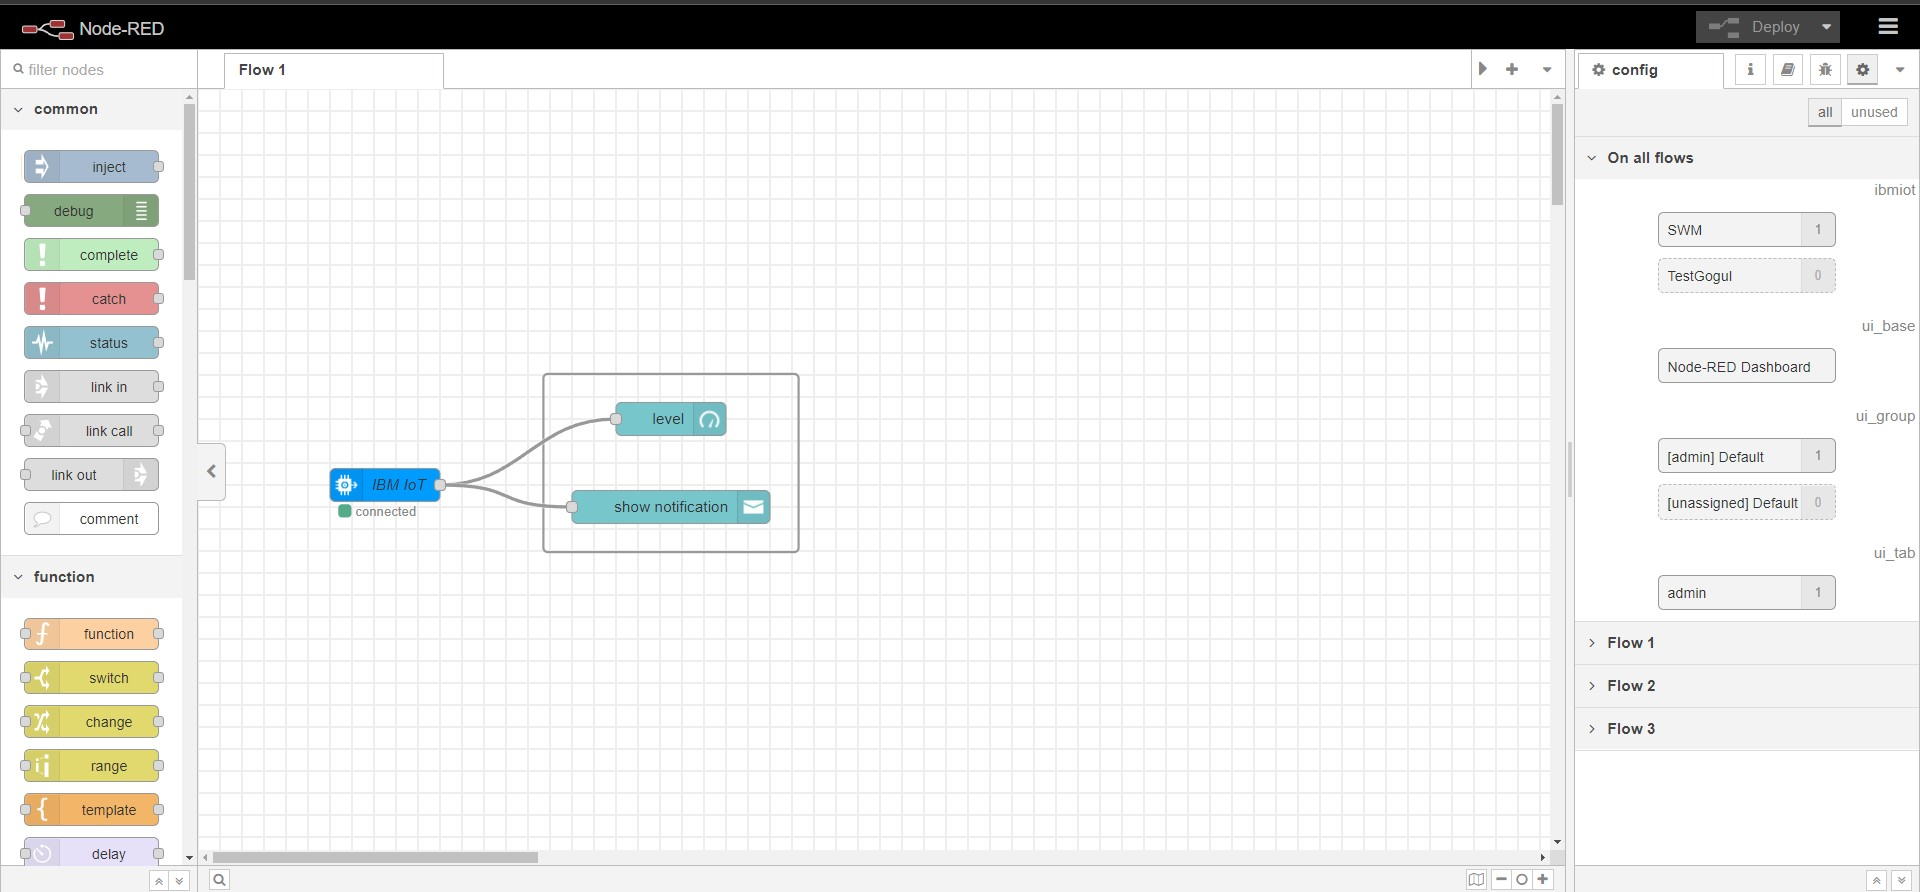 Node-RED
Deploy
filter nodes
Flow 1
config
i
all
unused
common
inject
debug
complete
catch
status
link in
link call
link out
comment
function
function
switch
change
range
template
delay
level
IBM IoT
connected
show notification
On all flows
ibmiot
SWM 1
TestGogul 0
ui_base
Node-RED Dashboard
ui_group
[admin] Default 1
[unassigned] Default 0
ui_tab
admin 1
Flow 1
Flow 2
Flow 3